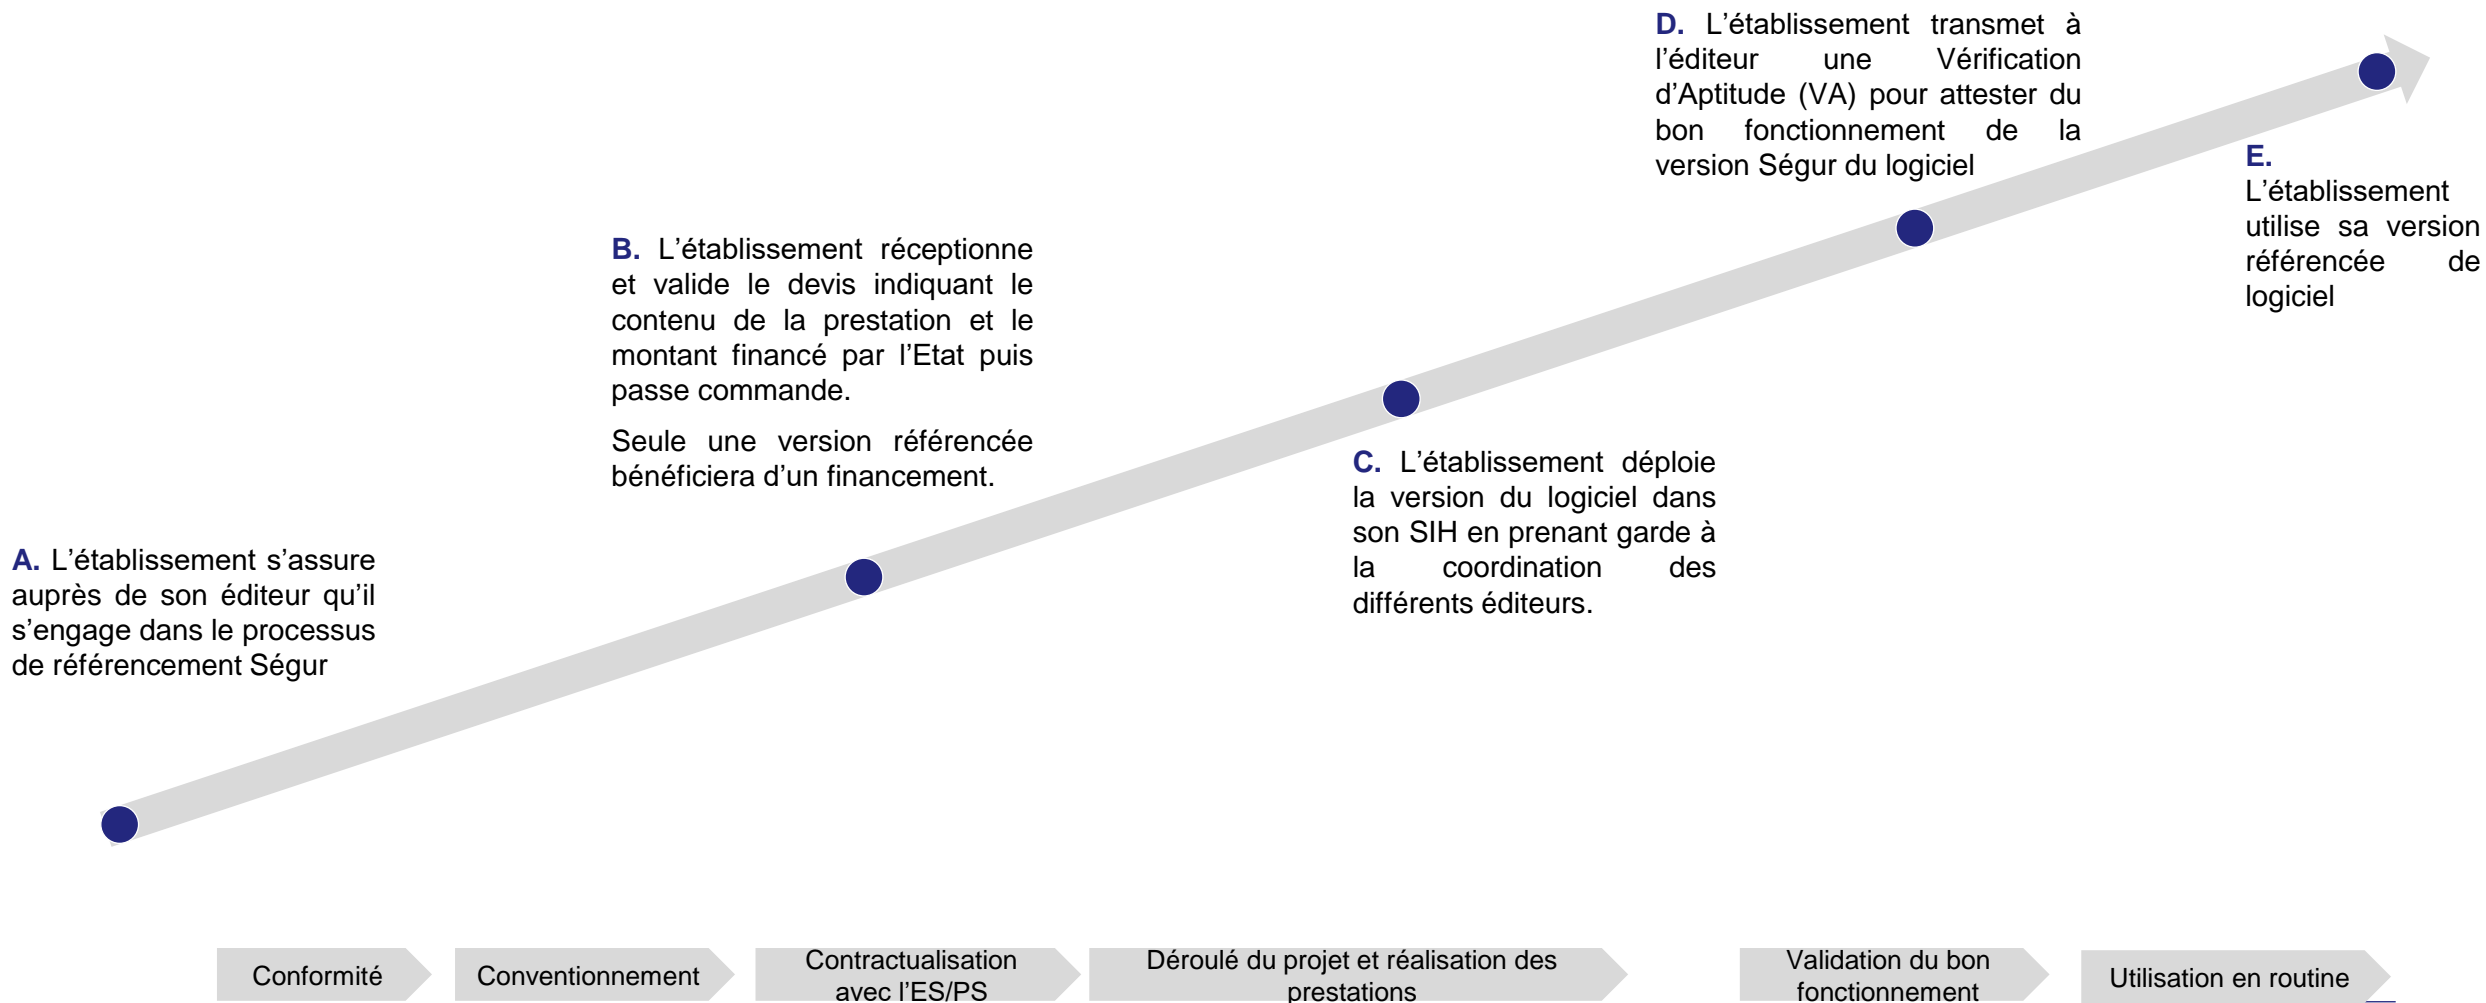 A. L’établissement s’assure
auprès de son éditeur qu’il
s’engage dans le processus
de référencement Ségur
B. L’établissement réceptionne
et valide le devis indiquant le
contenu de la prestation et le
montant financé par l’Etat puis
passe commande.
Seule une version référencée
bénéficiera d’un financement.
C. L’établissement déploie
la version du logiciel dans
son SIH en prenant garde à
la coordination des
différents éditeurs.
D. L’établissement transmet à
l’éditeur une Vérification
d’Aptitude (VA) pour attester du
bon fonctionnement de la
version Ségur du logiciel
E.
L’établissement
utilise sa version
référencée de
logiciel
Conformité
Conventionnement
Contractualisation
avec l’ES/PS
Déroulé du projet et réalisation des
prestations
Validation du bon
fonctionnement
Utilisation en routine